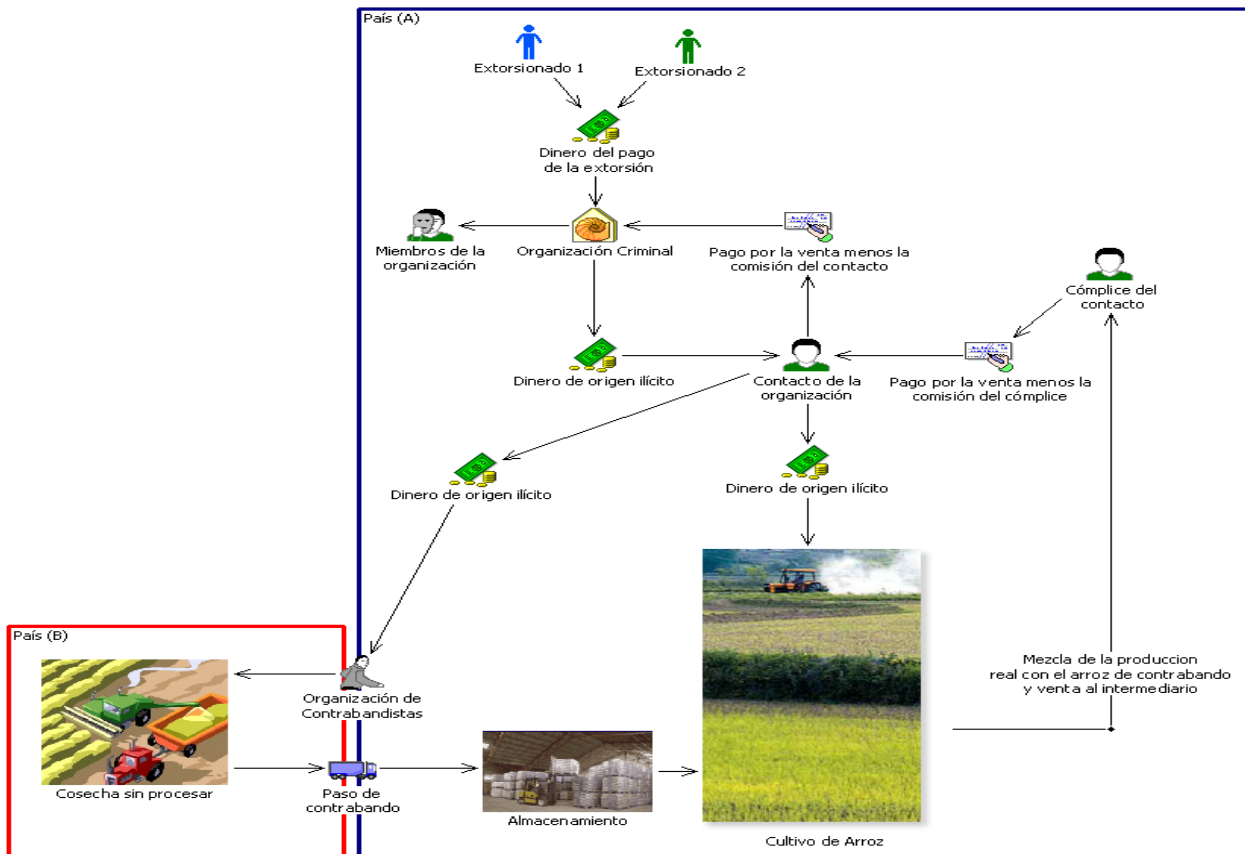 País (A)
Extorsionado 1
Extorsionado 2
Dinero del pago
de la extorsión
Miembros de la
organización
Organización Criminal
Pago por la venta menos la
comisión del contacto
Cómplice del
contacto
Dinero de origen ilícito
Contacto de la
organización
Pago por la venta menos la
comisión del cómplice
Dinero de origen ilícito
Dinero de origen ilícito
País (B)
Organización de
Contrabandistas
Mezcla de la produccion
real con el arroz de contrabando
y venta al intermediario
Cosecha sin procesar
Paso de
contrabando
Almacenamiento
Cultivo de Arroz